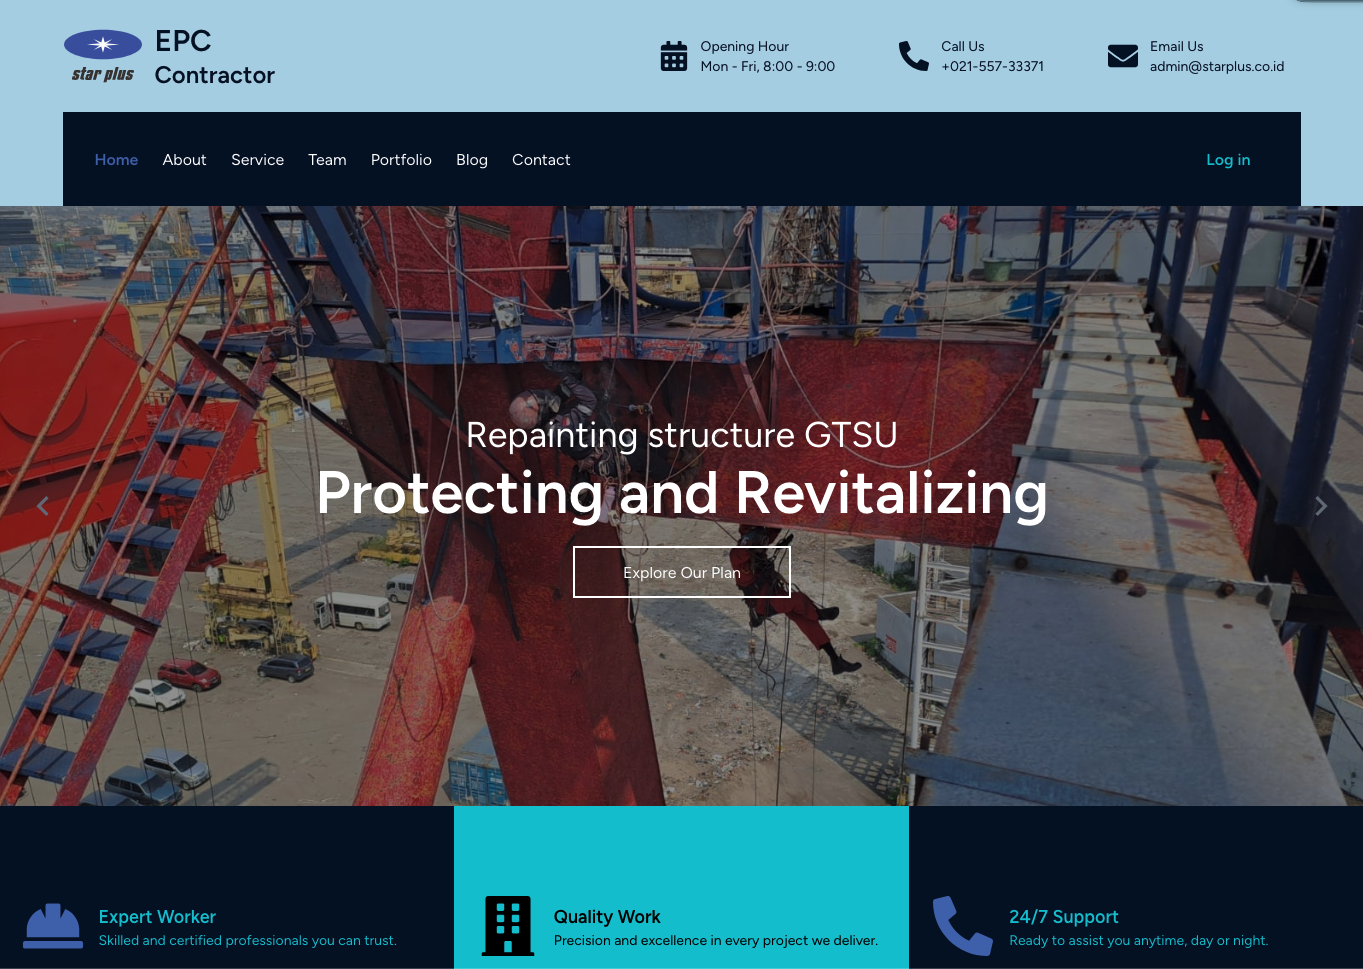 star plus
EPC
Contractor
Opening Hour
Mon - Fri, 8:00 - 9:00
Call Us
+021-557-33371
Email Us
admin@starplus.co.id
Home About Service Team Portfolio Blog Contact Log in
Repainting structure GTSU
Protecting and Revitalizing
Explore Our Plan
Expert Worker
Skilled and certified professionals you can trust.
Quality Work
Precision and excellence in every project we deliver.
24/7 Support
Ready to assist you anytime, day or night.